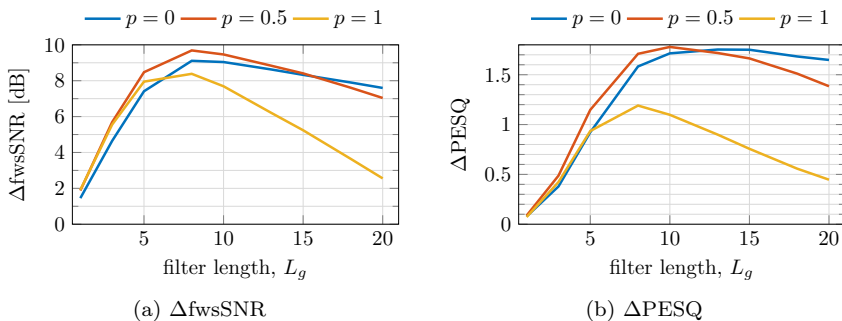 p = 0 p = 0.5 p = 1
10
8
6
4
2
0
ΔfwsSNR [dB]
5 10 15 20
filter length, L_g
(a) ΔfwsSNR
p = 0 p = 0.5 p = 1
1.5
1
0.5
0
ΔPESQ
5 10 15 20
filter length, L_g
(b) ΔPESQ